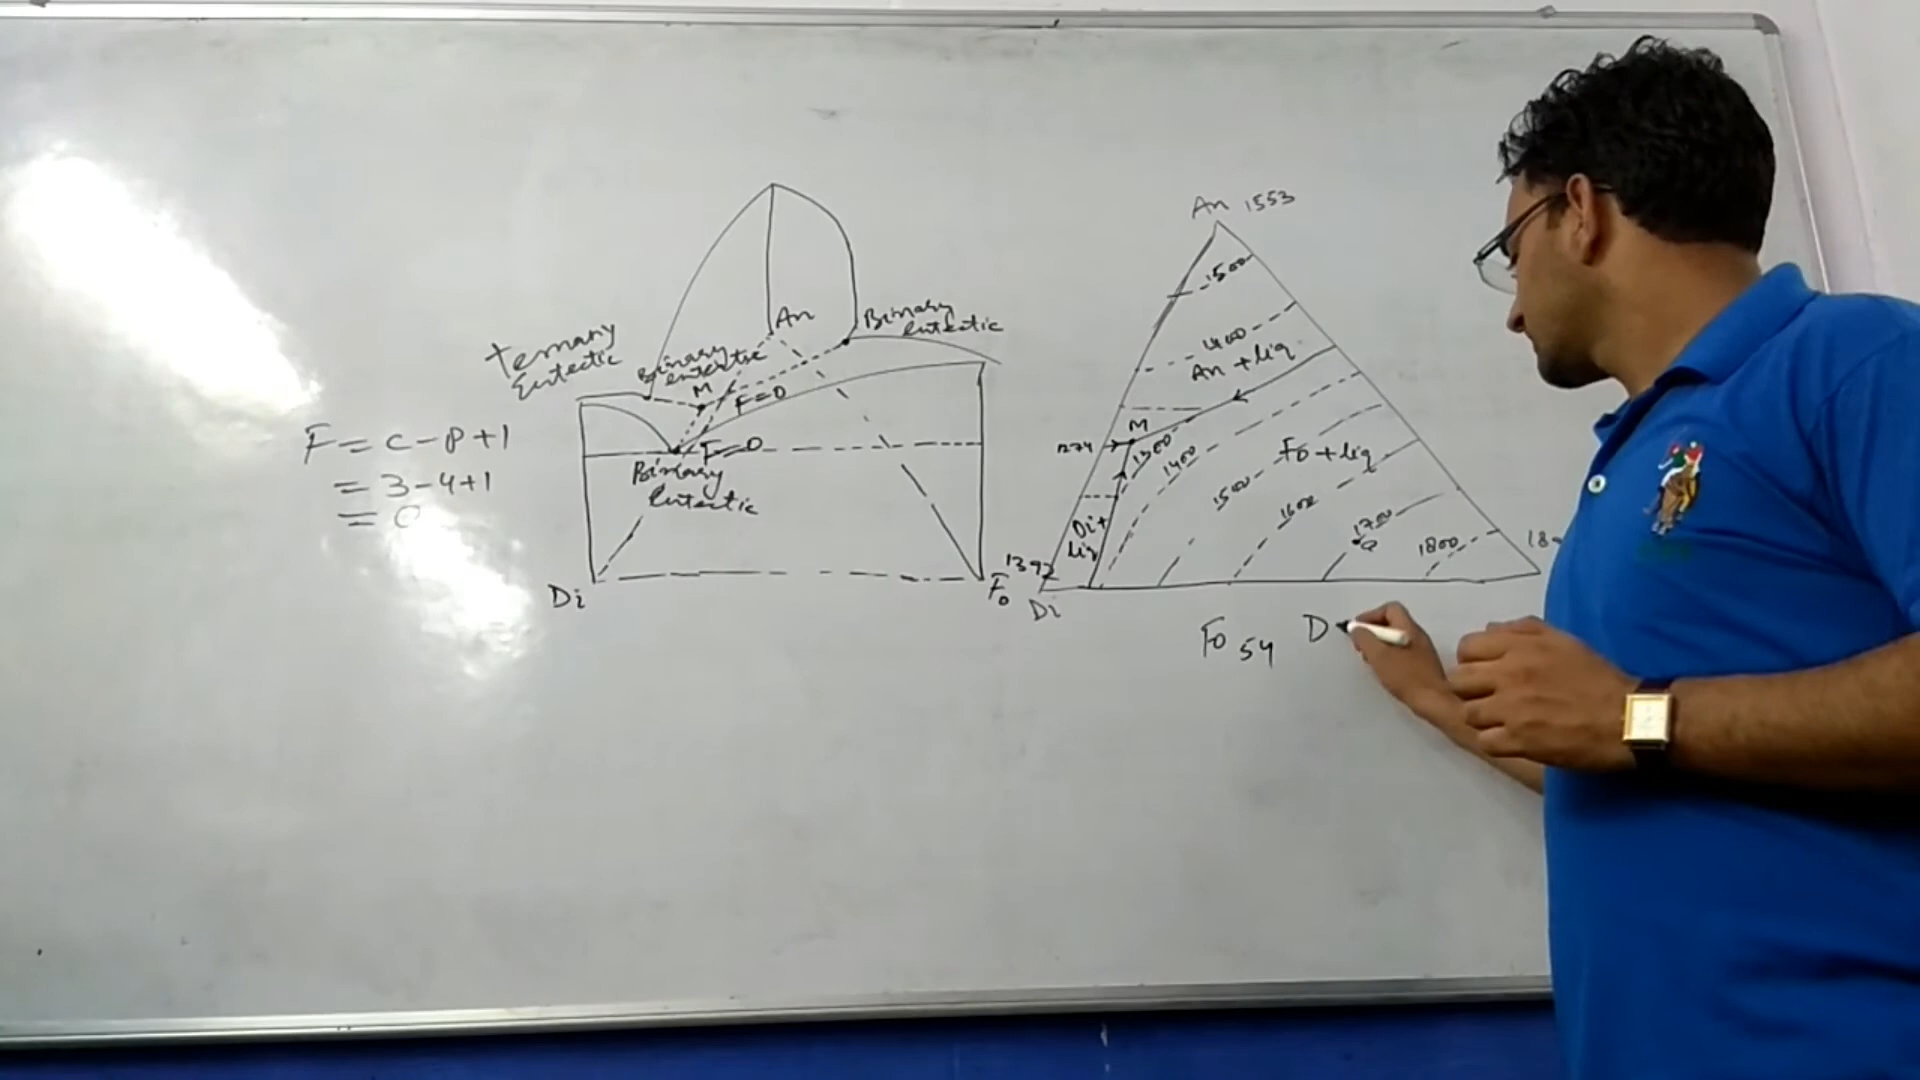 Ternary
Eutectic
An
Binary
Eutectic
Binary
eutectic
M
F=0
F=0
Binary
Eutectic
Di
Fo
F = C - P + 1
= 3 - 4 + 1
= 0
An 1553
1500
1400
An + liq
1274
M
1300
1400
Fo + liq
1500
1600
Di +
liq
1700
a
1800
1392
Di
Fo 54 D